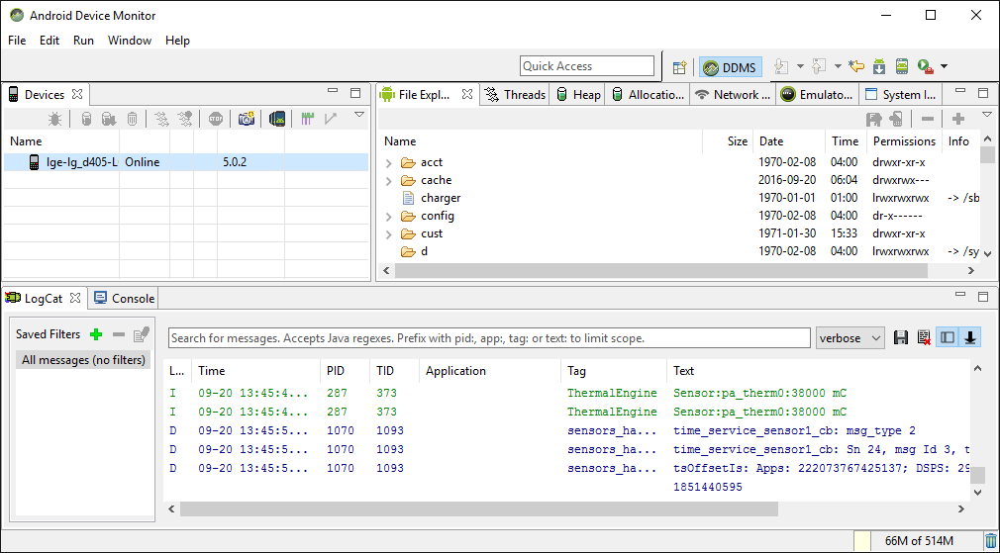 Android Device Monitor
File Edit Run Window Help
Quick Access DDMS
Devices
Name
lge-lg_d405-L Online 5.0.2
File Expl... Threads Heap Allocatio... Network ... Emulato... System I...
Name Size Date Time Permissions Info
acct 1970-02-08 04:00 drwxr-xr-x
cache 2016-09-20 06:04 drwxrwx---
charger 1970-01-01 01:00 lrwxrwxrwx -> /sb
config 1970-02-08 04:00 dr-x------
cust 1971-01-30 15:33 drwxr-xr-x
d 1970-02-08 04:00 lrwxrwxrwx -> /sy
LogCat Console
Saved Filters
All messages (no filters)
Search for messages. Accepts Java regexes. Prefix with pid:, app:, tag: or text: to limit scope. verbose
L... Time PID TID Application Tag Text
I 09-20 13:45:4... 287 373 ThermalEngine Sensor:pa_therm0:38000 mC
I 09-20 13:45:4... 287 373 ThermalEngine Sensor:pa_therm0:38000 mC
D 09-20 13:45:5... 1070 1093 sensors_ha... time_service_sensor1_cb: msg_type 2
D 09-20 13:45:5... 1070 1093 sensors_ha... time_service_sensor1_cb: Sn 24, msg Id 3, t
D 09-20 13:45:5... 1070 1093 sensors_ha... tsOffsetIs: Apps: 222073767425137; DSPS: 29
1851440595
66M of 514M